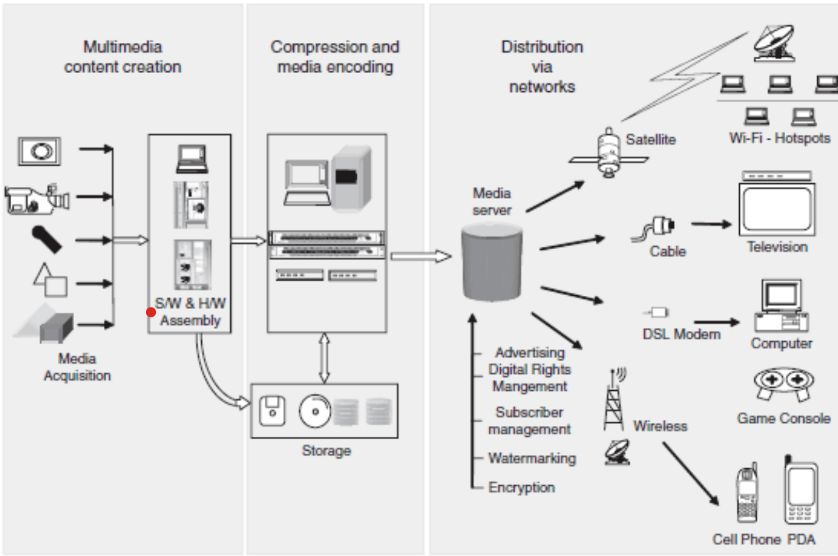 Multimedia
content creation
Compression and
media encoding
Distribution
via
networks
Satellite
Wi-Fi - Hotspots
Media
server
Cable
Television
S/W & H/W
Assembly
DSL Modem
Computer
Media
Acquisition
Advertising
Digital Rights
Mangement
Game Console
Subscriber
management
Wireless
Storage
Watermarking
Encryption
Cell Phone PDA